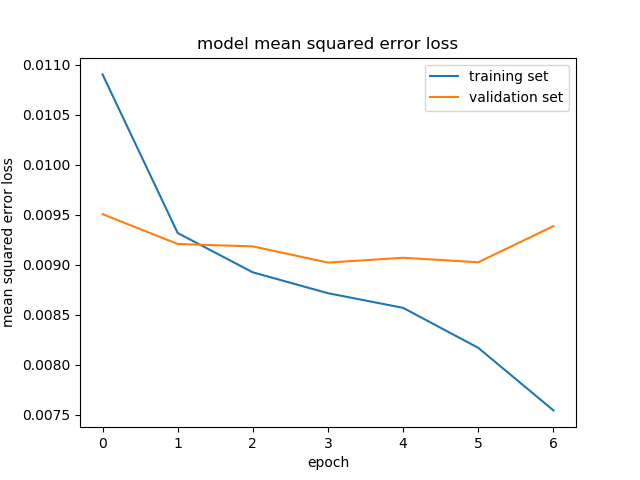 model mean squared error loss
training set
validation set
mean squared error loss
0.0110
0.0105
0.0100
0.0095
0.0090
0.0085
0.0080
0.0075
0 1 2 3 4 5 6
epoch